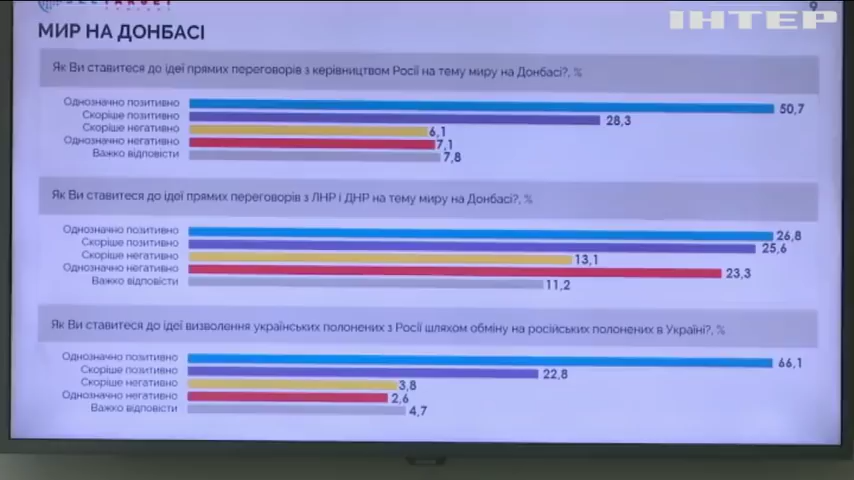 ІНТЕР
9
МИР НА ДОНБАСІ
Як Ви ставитеся до ідеї прямих переговорів з керівництвом Росії на тему миру на Донбасі?, %
Однозначно позитивно 50,7
Скоріше позитивно 28,3
Скоріше негативно 6,1
Однозначно негативно 7,1
Важко відповісти 7,8
Як Ви ставитеся до ідеї прямих переговорів з ЛНР і ДНР на тему миру на Донбасі?, %
Однозначно позитивно 26,8
Скоріше позитивно 25,6
Скоріше негативно 13,1
Однозначно негативно 23,3
Важко відповісти 11,2
Як Ви ставитеся до ідеї визволення українських полонених з Росії шляхом обміну на російських полонених в Україні?, %
Однозначно позитивно 66,1
Скоріше позитивно 22,8
Скоріше негативно 3,8
Однозначно негативно 2,6
Важко відповісти 4,7